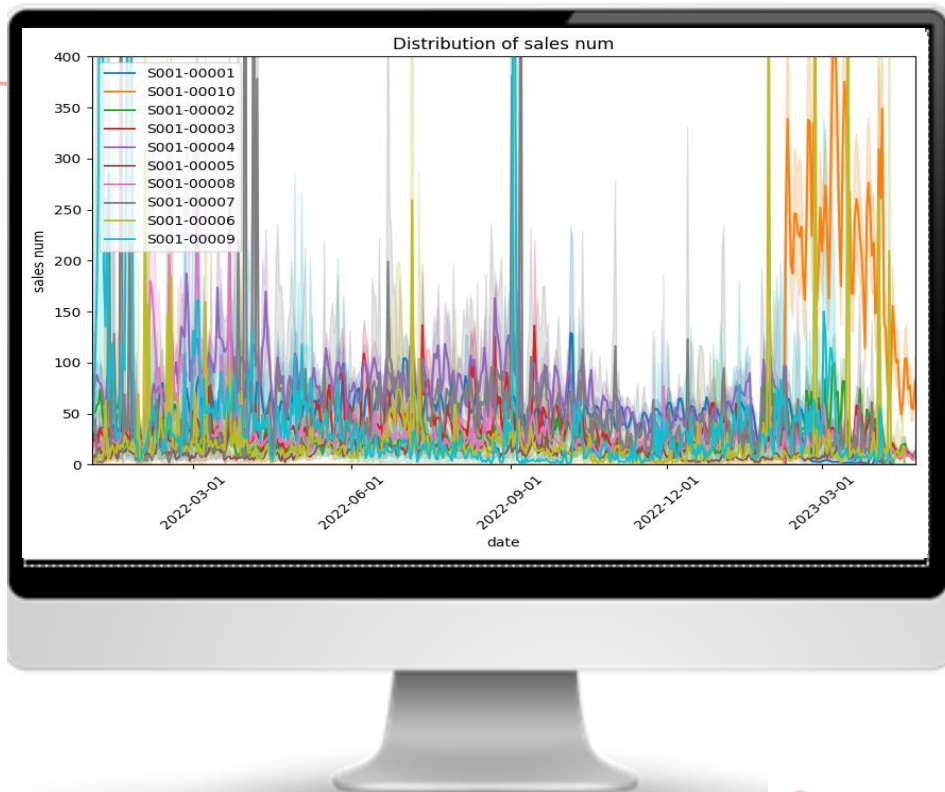 Distribution of sales num
400
350
300
250
200
150
100
50
0
sales num
S001-00001
S001-00010
S001-00002
S001-00003
S001-00004
S001-00005
S001-00008
S001-00007
S001-00006
S001-00009
2022-03-01
2022-06-01
2022-09-01
2022-12-01
2023-03-01
date